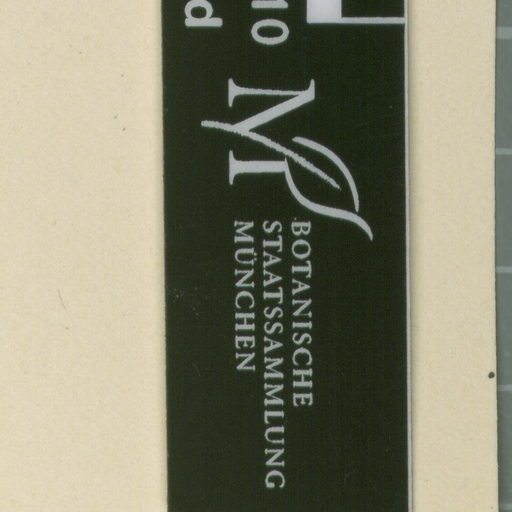 10
d
BOTANISCHE
STAATSSAMMLUNG
MÜNCHEN